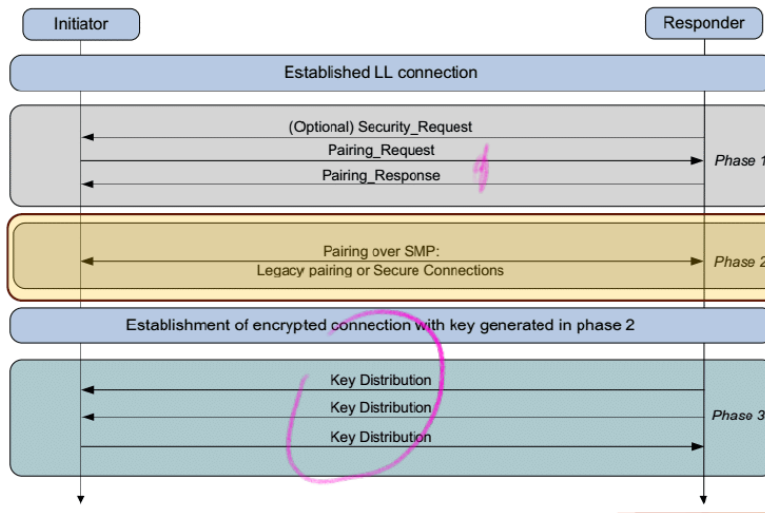 Initiator
Responder
Established LL connection
(Optional) Security_Request
Pairing_Request
Phase 1
Pairing_Response
Pairing over SMP:
Phase 2
Legacy pairing or Secure Connections
Establishment of encrypted connection with key generated in phase 2
Key Distribution
Key Distribution
Phase 3
Key Distribution